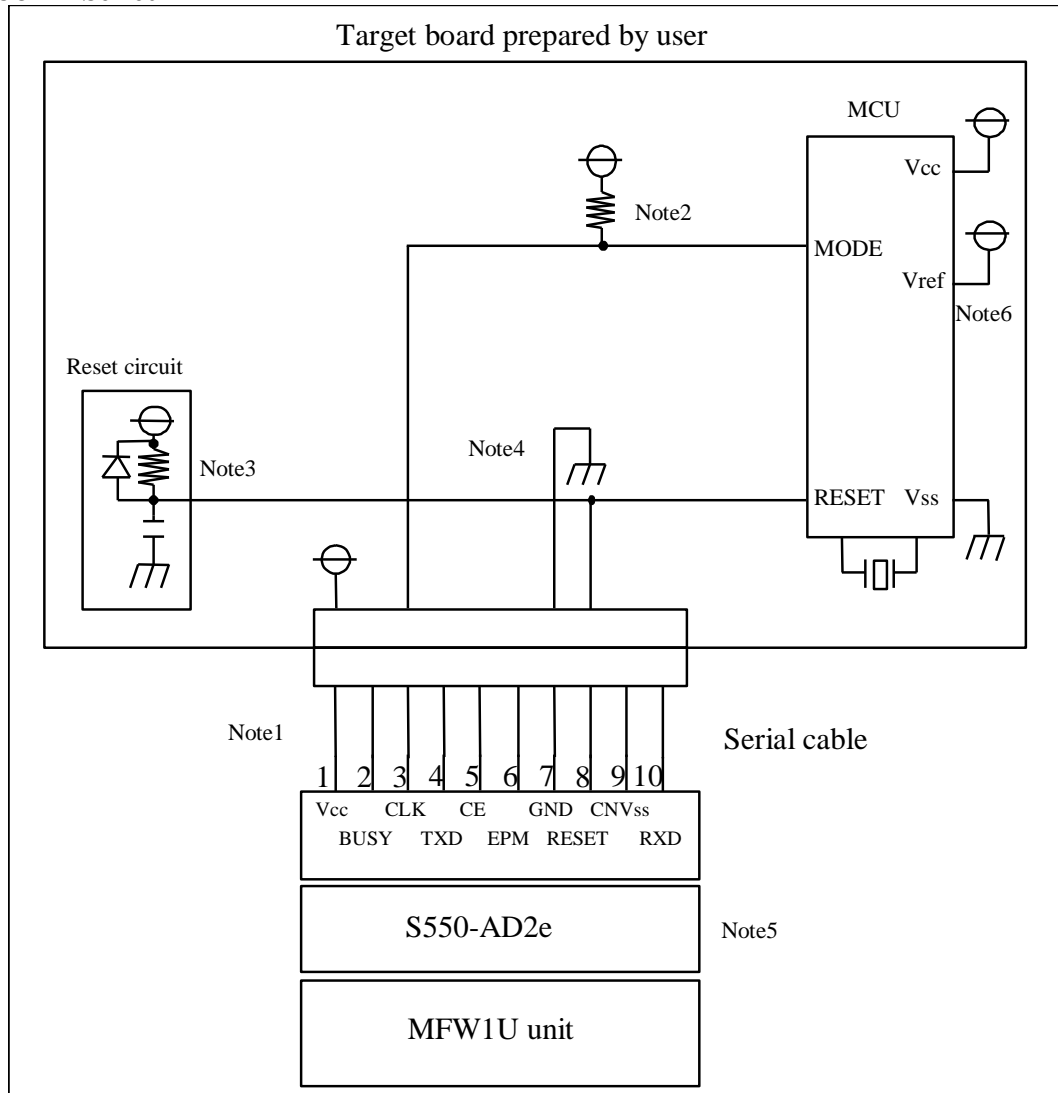 Target board prepared by user
MCU
Vcc
Note2
MODE
Vref
Note6
Reset circuit
Note3
Note4
RESET Vss
Note1
Serial cable
1 2 3 4 5 6 7 8 9 10
Vcc CLK CE GND CNVss
BUSY TXD EPM RESET RXD
S550-AD2e
Note5
MFW1U unit